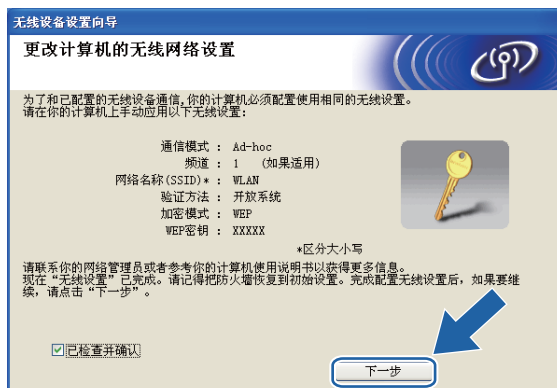 无线设备设置向导
更改计算机的无线网络设置
为了和已配置的无线设备通信,你的计算机必须配置使用相同的无线设置。
请在你的计算机上手动应用以下无线设置:
通信模式 : Ad-hoc
频道 : 1 (如果适用)
网络名称(SSID)* : WLAN
验证方法 : 开放系统
加密模式 : WEP
WEP密钥 : XXXXX
*区分大小写
请联系你的网络管理员或者参考你的计算机使用说明书以获得更多信息。
现在“无线设置”已完成。请记得把防火墙恢复到初始设置。完成配置无线设置后，如果要继
续，请点击“下一步”。
已检查并确认
下一步